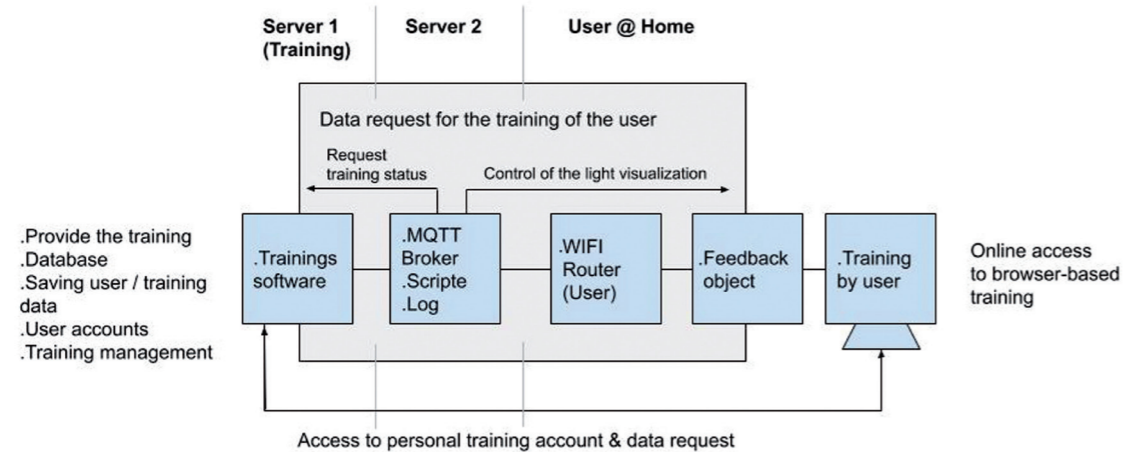 Server 1
(Training)
Server 2
User @ Home
Data request for the training of the user
Request
training status
Control of the light visualization
.Provide the training
.Database
.Saving user / training
data
.User accounts
.Training management
.Trainings
software
.MQTT
Broker
.Scripte
.Log
.WIFI
Router
(User)
.Feedback
object
.Training
by user
Online access
to browser-based
training
Access to personal training account & data request